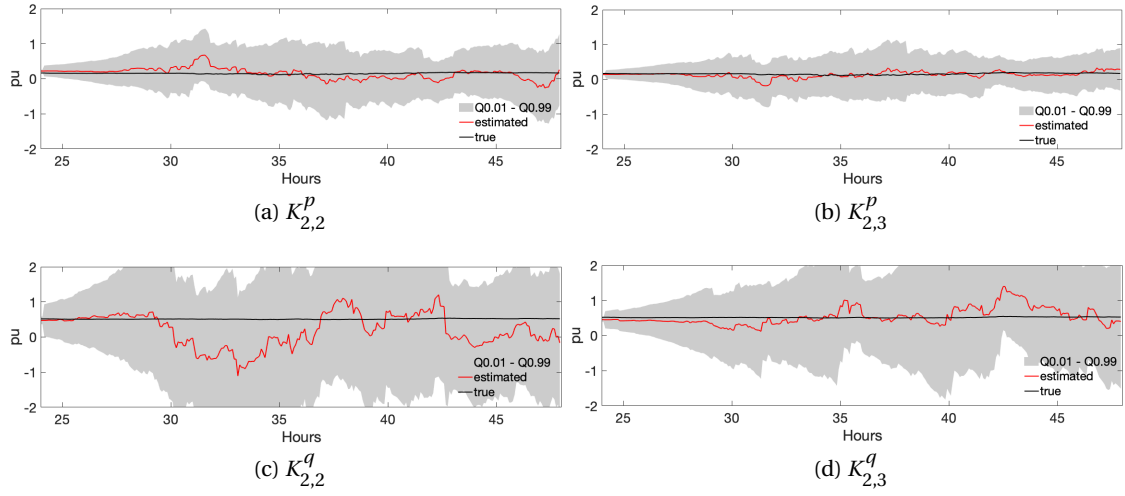 2
1
0
-1
-2
pu
Q0.01 - Q0.99
estimated
true
25 30 35 40 45
Hours
(a) K^p_{2,2}
2
1
0
-1
-2
pu
Q0.01 - Q0.99
estimated
true
25 30 35 40 45
Hours
(b) K^p_{2,3}
2
1
0
-1
-2
pu
Q0.01 - Q0.99
estimated
true
25 30 35 40 45
Hours
(c) K^q_{2,2}
2
1
0
-1
-2
pu
Q0.01 - Q0.99
estimated
true
25 30 35 40 45
Hours
(d) K^q_{2,3}